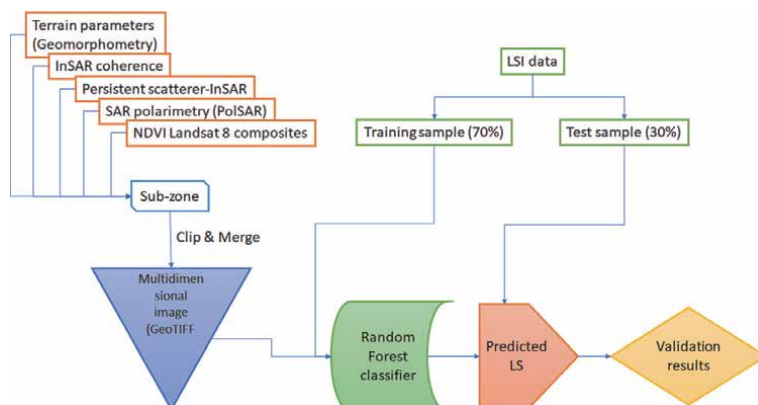 Terrain parameters
(Geomorphometry)
InSAR coherence
Persistent scatterer-InSAR
SAR polarimetry (PolSAR)
NDVI Landsat 8 composites
Sub-zone
Clip & Merge
Multidimen
sional
image
(GeoTIFF
LSI data
Training sample (70%)
Test sample (30%)
Random
Forest
classifier
Predicted
LS
Validation
results